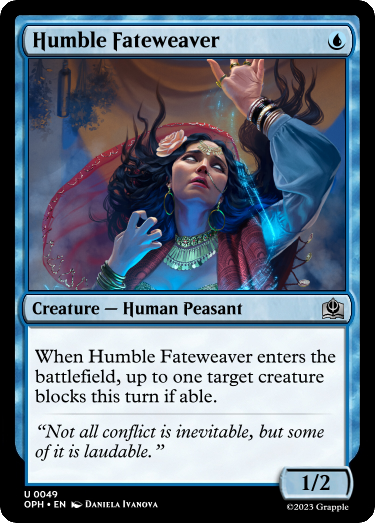 Humble Fateweaver
Creature — Human Peasant
When Humble Fateweaver enters the
battlefield, up to one target creature
blocks this turn if able.
“Not all conflict is inevitable, but some
of it is laudable.”
1/2
U 0049
OPH • EN Daniela Ivanova
©2023 Grapple